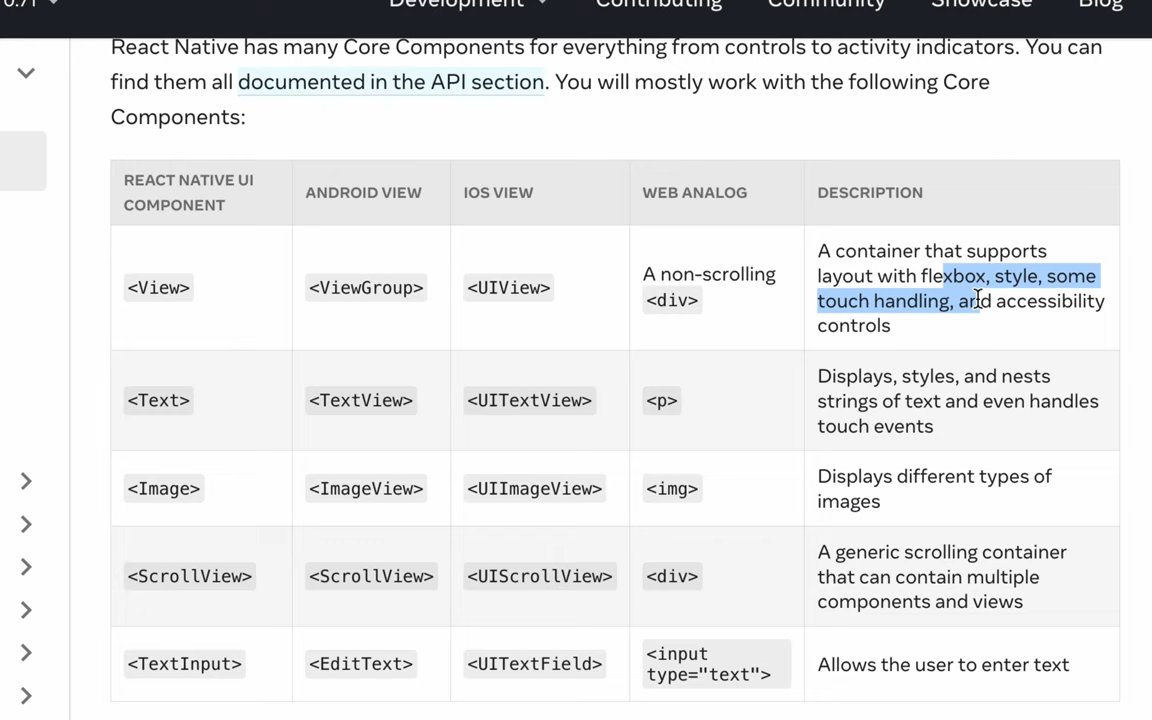 0.71
Development
Contributing
Community
Showcase
Blog
React Native has many Core Components for everything from controls to activity indicators. You can
find them all documented in the API section. You will mostly work with the following Core
Components:
REACT NATIVE UI
COMPONENT
ANDROID VIEW
IOS VIEW
WEB ANALOG
DESCRIPTION
<View>
<ViewGroup>
<UIView>
A non-scrolling
<div>
A container that supports
layout with flexbox, style, some
touch handling, and accessibility
controls
<Text>
<TextView>
<UITextView>
<p>
Displays, styles, and nests
strings of text and even handles
touch events
<Image>
<ImageView>
<UIImageView>
<img>
Displays different types of
images
<ScrollView>
<ScrollView>
<UIScrollView>
<div>
A generic scrolling container
that can contain multiple
components and views
<TextInput>
<EditText>
<UITextField>
<input
type="text">
Allows the user to enter text